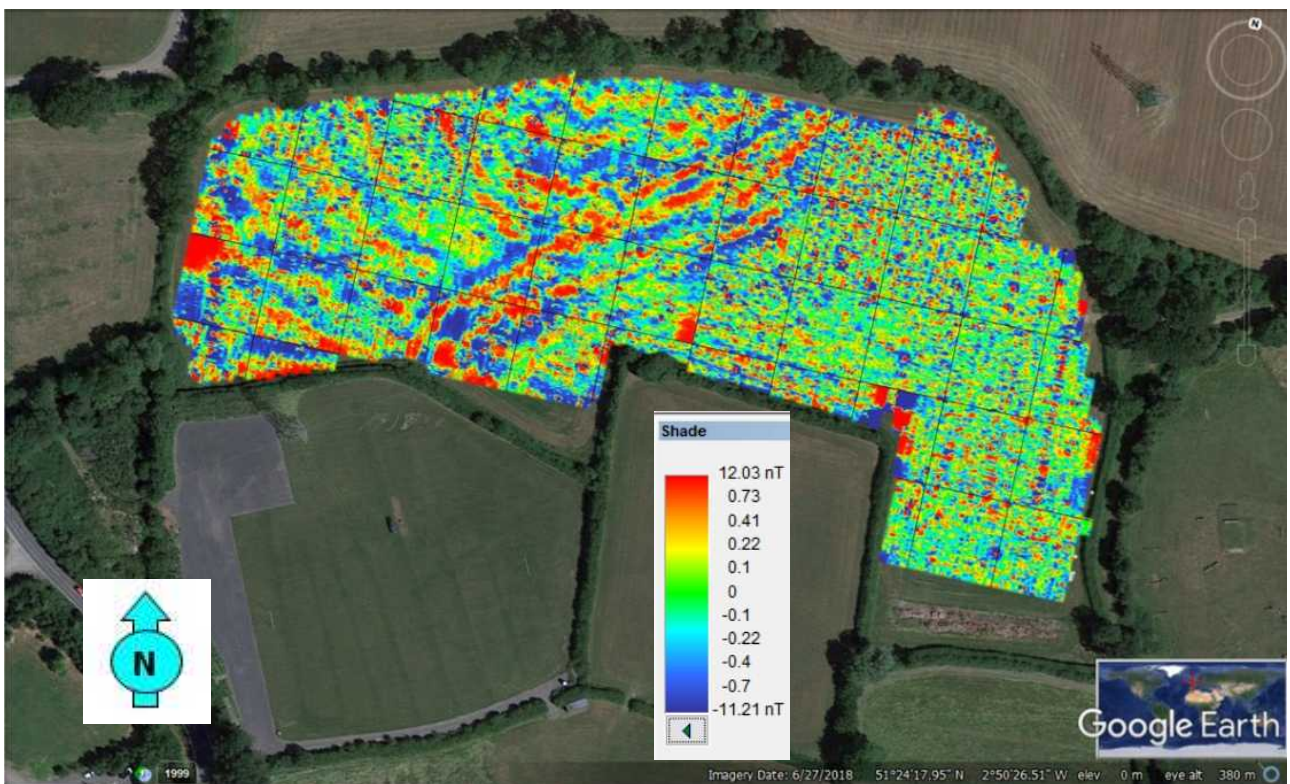 N
Shade
12.03 nT
0.73
0.41
0.22
0.1
0
-0.1
-0.22
-0.4
-0.7
-11.21 nT
N
Google Earth
1999
Imagery Date: 6/27/2018 51°24'17.95" N 2°50'26.51" W elev 0 m eye alt 380 m